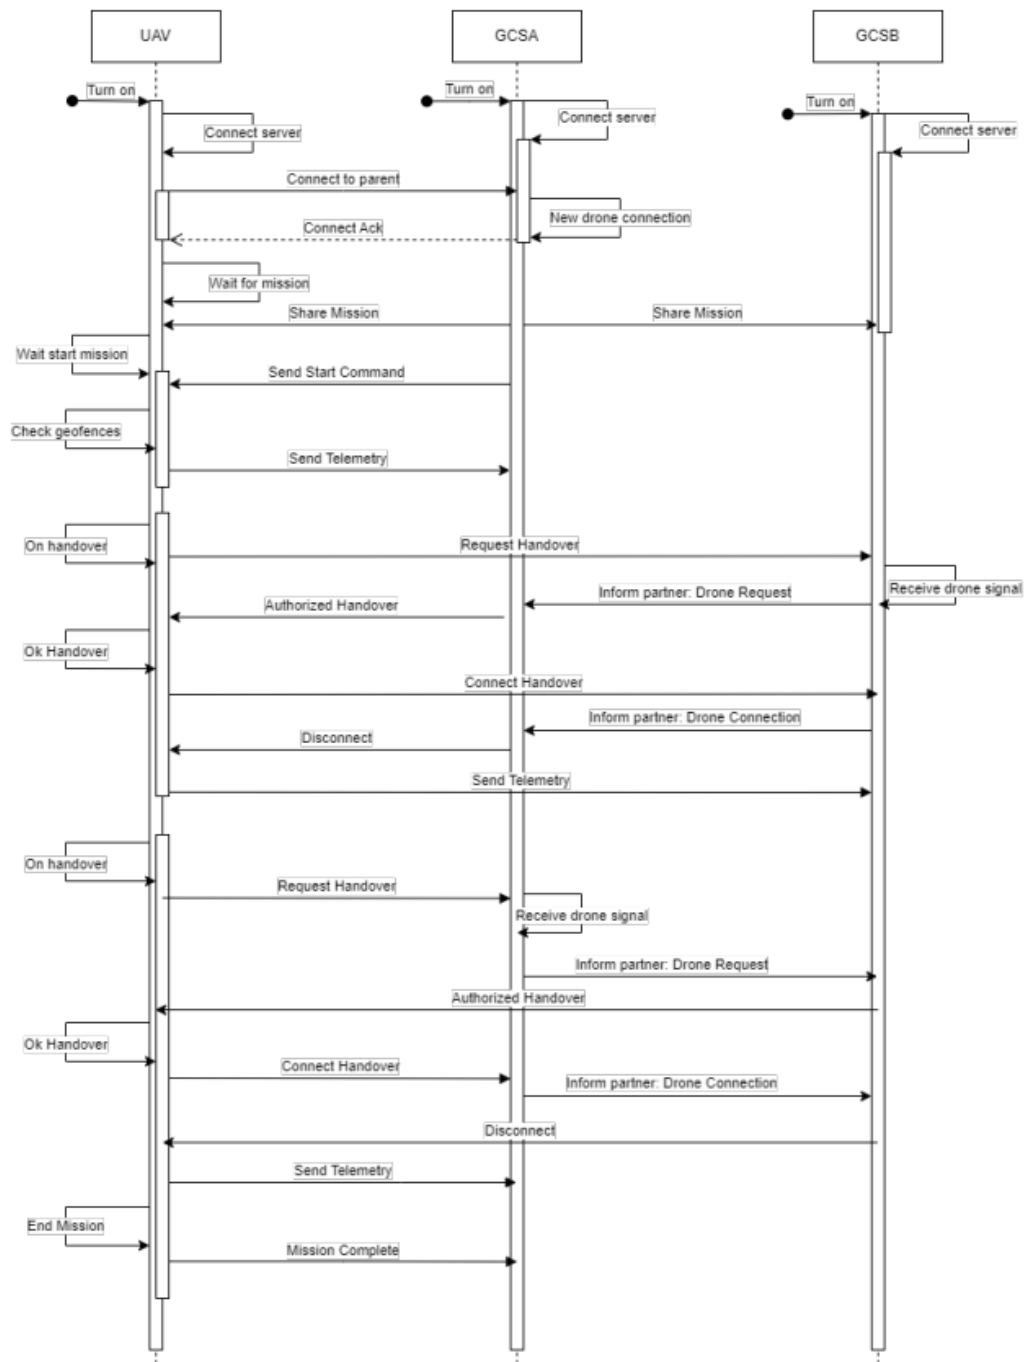 UAV
GCSA
GCSB
Turn on
Turn on
Turn on
Connect server
Connect server
Connect server
Connect to parent
New drone connection
Connect Ack
Wait for mission
Share Mission
Share Mission
Wait start mission
Send Start Command
Check geofences
Send Telemetry
On handover
Request Handover
Receive drone signal
Inform partner: Drone Request
Authorized Handover
Ok Handover
Connect Handover
Inform partner: Drone Connection
Disconnect
Send Telemetry
On handover
Request Handover
Receive drone signal
Inform partner: Drone Request
Authorized Handover
Ok Handover
Connect Handover
Inform partner: Drone Connection
Disconnect
Send Telemetry
End Mission
Mission Complete